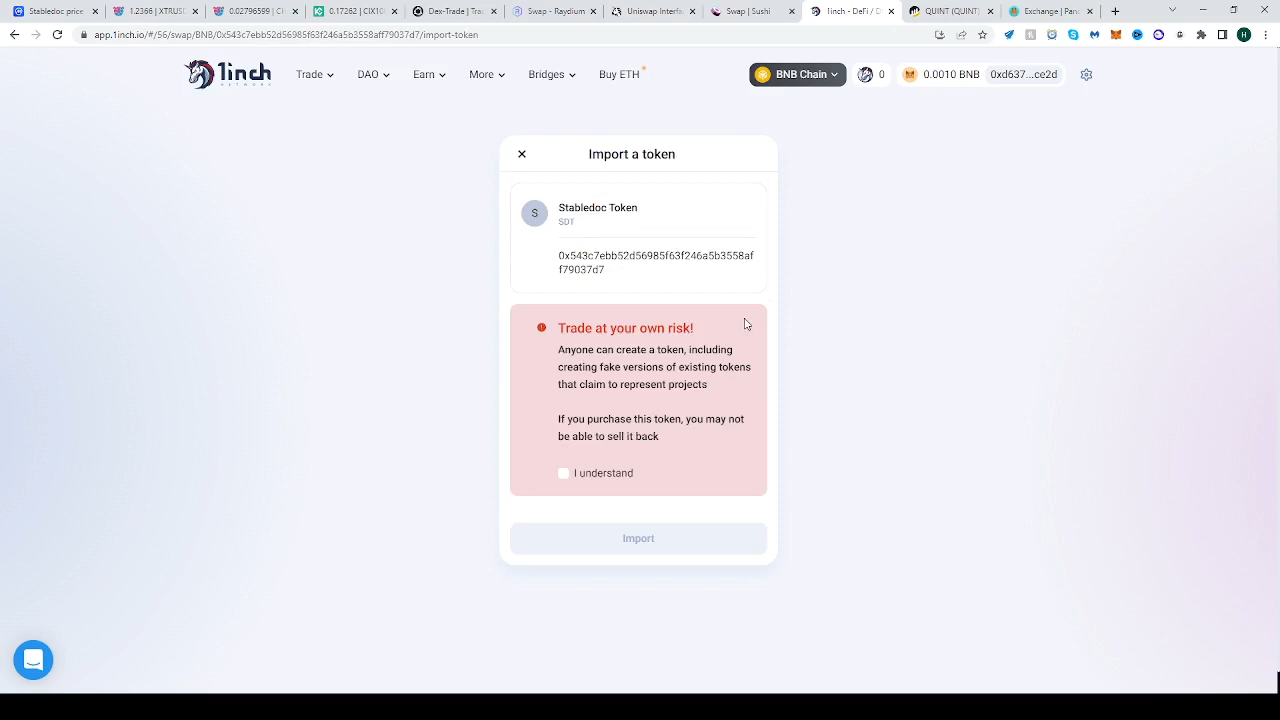 Stabledoc price
1.2366 | XTRUSD
0.02796599 | Ci
0.17262 | CIX10
Dex-Trade | Tra
Swap - Raydium
Uniswap Interfa
Swap | Sushi
1inch - DeFi / D
QUINT (QUINT)
Exchange | Pan
app.1inch.io/#/56/swap/BNB/0x543c7ebb52d56985f63f246a5b3558aff79037d7/import-token
H
1inch
NETWORK
Trade
DAO
Earn
More
Bridges
Buy ETH
BNB Chain
0
0.0010 BNB
0xd637...ce2d
Import a token
S
Stabledoc Token
SDT
0x543c7ebb52d56985f63f246a5b3558af
f79037d7
Trade at your own risk!
Anyone can create a token, including
creating fake versions of existing tokens
that claim to represent projects
If you purchase this token, you may not
be able to sell it back
I understand
Import